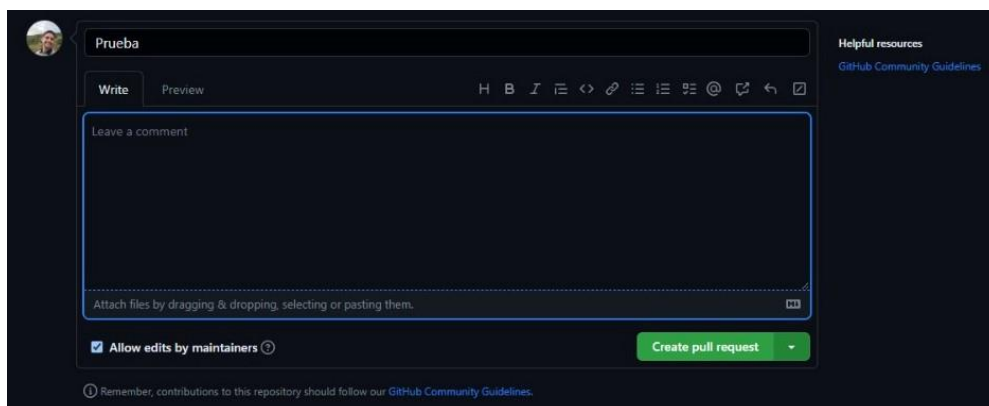 Prueba
Helpful resources
GitHub Community Guidelines
Write Preview
Leave a comment
Attach files by dragging & dropping, selecting or pasting them.
Allow edits by maintainers
Create pull request
Remember, contributions to this repository should follow our GitHub Community Guidelines.